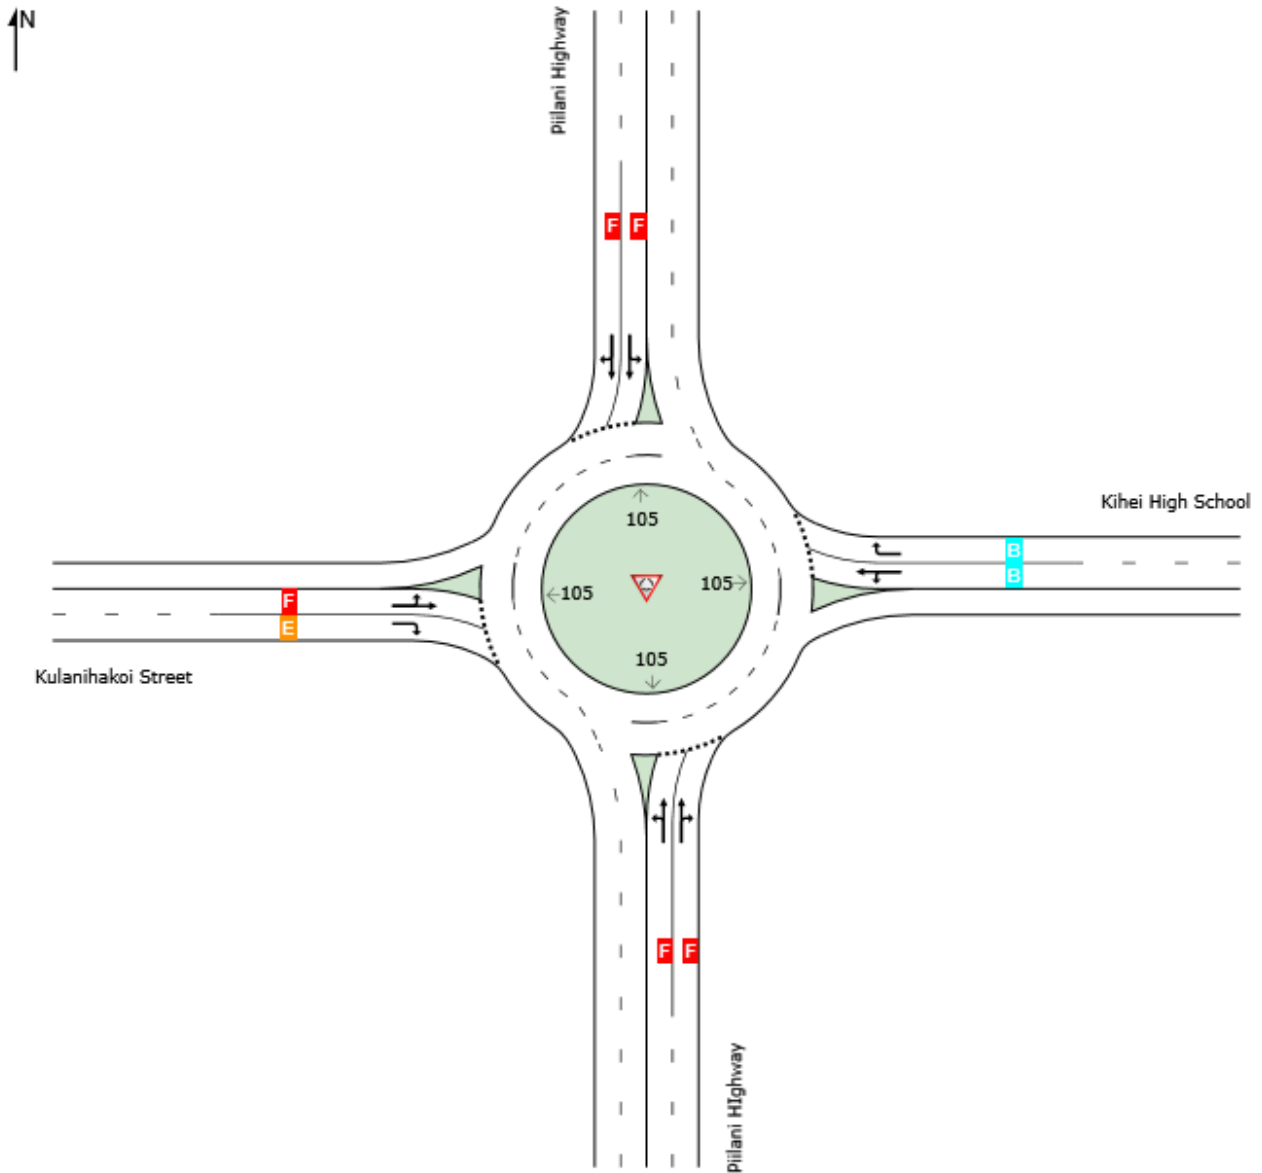 N
Piilani Highway
F F
105
Kihei High School
B
B
105
105
F
E
105
Kulanihakoi Street
F F
Piilani HIghway